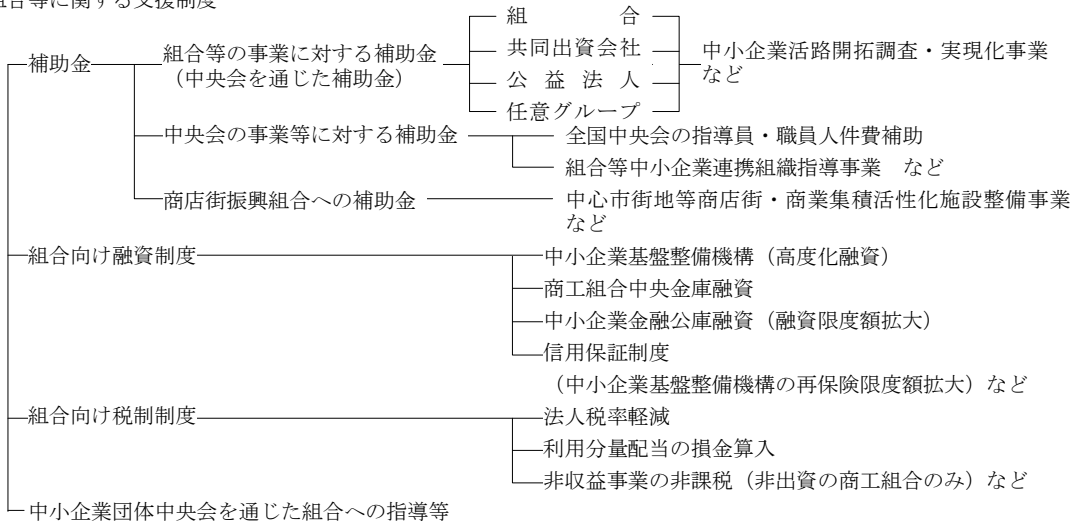 組合等に関する支援制度
補助金
組合等の事業に対する補助金
（中央会を通じた補助金）
組合
共同出資会社
公益法人
任意グループ
中小企業活路開拓調査・実現化事業
など
中央会の事業等に対する補助金
全国中央会の指導員・職員人件費補助
組合等中小企業連携組織指導事業　など
商店街振興組合への補助金
中心市街地等商店街・商業集積活性化施設整備事業
など
組合向け融資制度
中小企業基盤整備機構（高度化融資）
商工組合中央金庫融資
中小企業金融公庫融資（融資限度額拡大）
信用保証制度
（中小企業基盤整備機構の再保険限度額拡大）など
組合向け税制制度
法人税率軽減
利用分量配当の損金算入
非収益事業の非課税（非出資の商工組合のみ）など
中小企業団体中央会を通じた組合への指導等